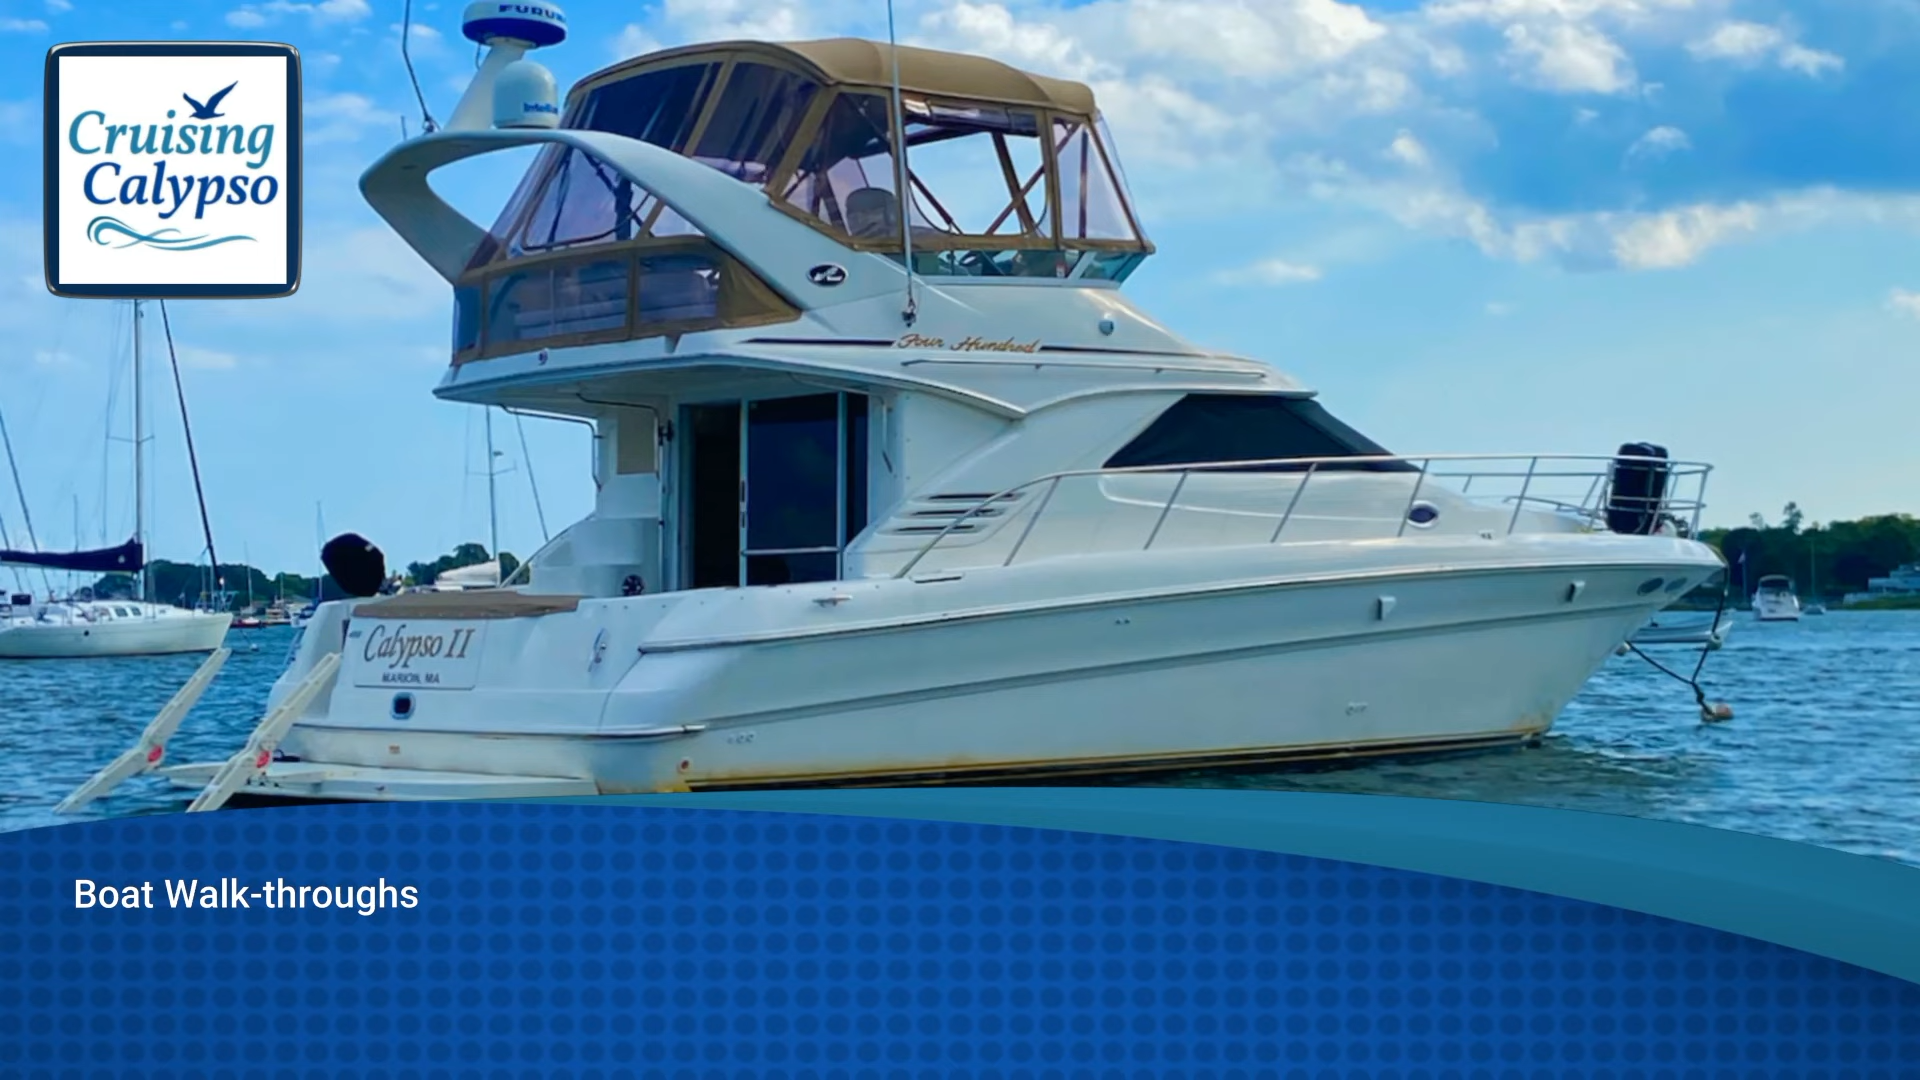 Cruising
Calypso
FURUNO
Four Hundred
Calypso II
MARION, MA
Boat Walk-throughs